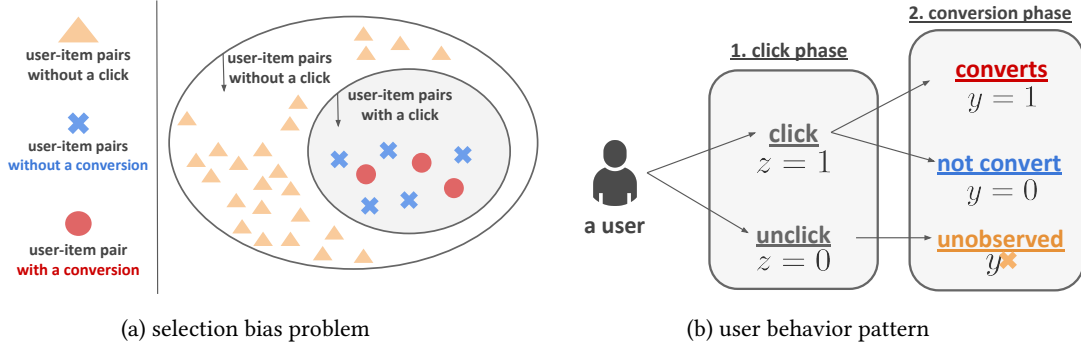 user-item pairs
without a click
user-item pairs
without a conversion
user-item pair
with a conversion
user-item pairs
without a click
user-item pairs
with a click
(a) selection bias problem
a user
1. click phase
click
z = 1
unclick
z = 0
2. conversion phase
converts
y = 1
not convert
y = 0
unobserved
y
(b) user behavior pattern